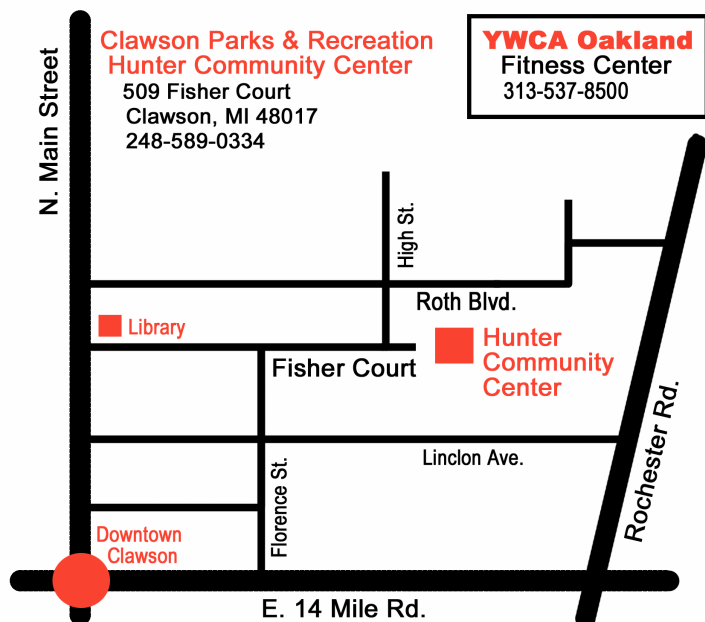 Clawson Parks & Recreation
Hunter Community Center
509 Fisher Court
Clawson, MI 48017
248-589-0334
YWCA Oakland
Fitness Center
313-537-8500
N. Main Street
High St.
Roth Blvd.
Library
Hunter
Community
Center
Fisher Court
Linclon Ave.
Florence St.
Rochester Rd.
Downtown
Clawson
E. 14 Mile Rd.